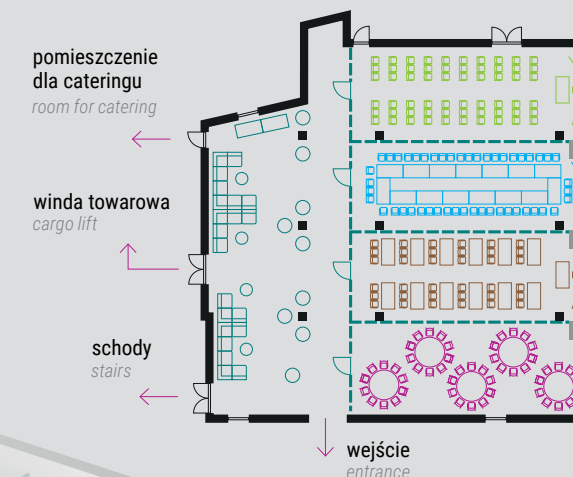 pomieszczenie
dla cateringu
room for catering
winda towarowa
cargo lift
schody
stairs
wejście
entrance